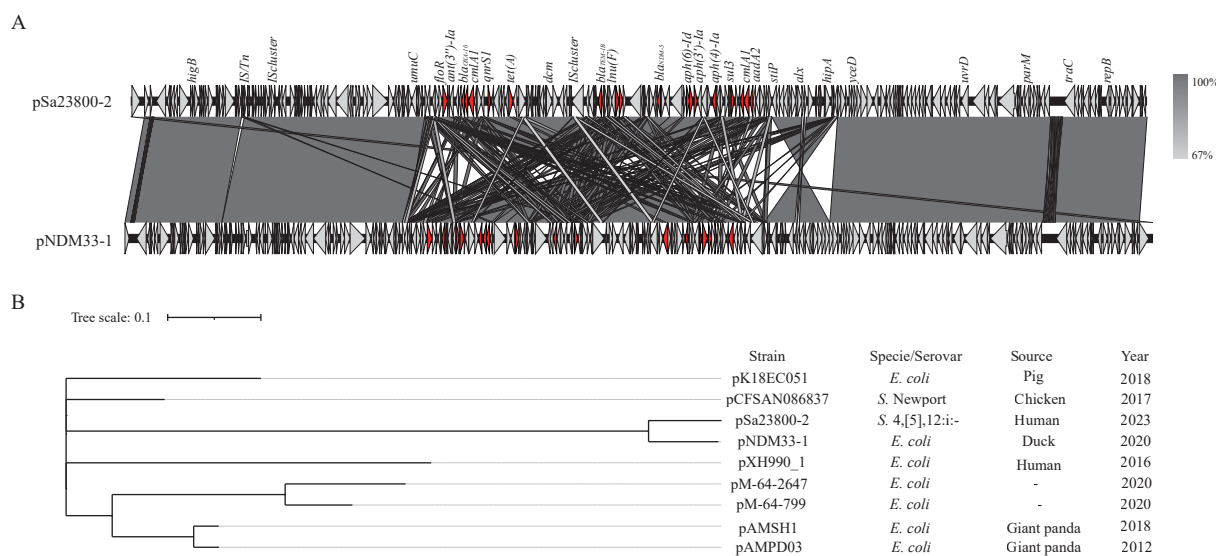 A
higB
IS/Tn
IScluster
umuC
floR
ant(3'')-Ia
cmlA1
qnrS1
tet(A)
dcm
IScluster
lnu(F)
blaNDM-5
aph(6)-Id
aph(3')-Ia
aph(4)-Ia
sul3
cmlA1
aadA2
stiP
alx
hipA
yceD
uvrD
parM
traC
repB
pSa23800-2
100%
67%
pNDM33-1
B
Tree scale: 0.1
Strain Specie/Serovar Source Year
pK18EC051 E. coli Pig 2018
pCFSAN086837 S. Newport Chicken 2017
pSa23800-2 S. 4,[5],12:i:- Human 2023
pNDM33-1 E. coli Duck 2020
pXH990_1 E. coli Human 2016
pM-64-2647 E. coli - 2020
pM-64-799 E. coli - 2020
pAMSH1 E. coli Giant panda 2018
pAMPD03 E. coli Giant panda 2012